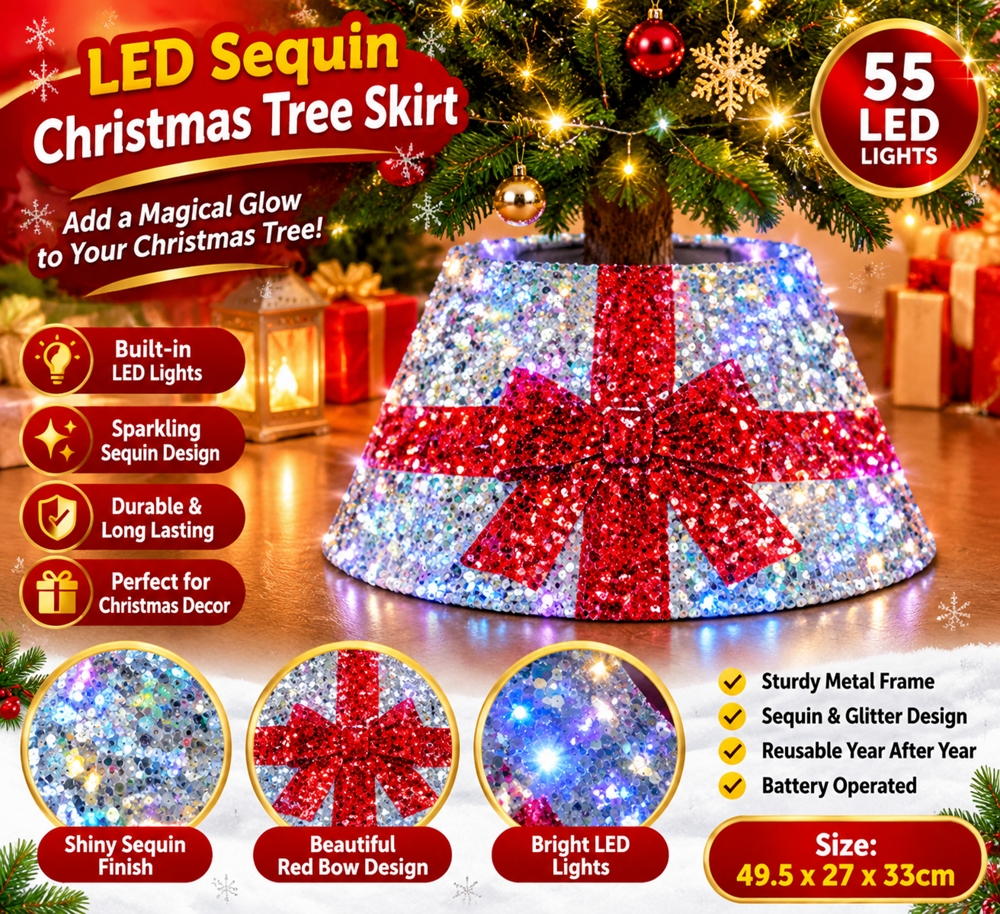 LED Sequin
Christmas Tree Skirt
Add a Magical Glow
to Your Christmas Tree!
55
LED
LIGHTS
Built-in
LED Lights
Sparkling
Sequin Design
Durable &
Long Lasting
Perfect for
Christmas Decor
Shiny Sequin
Finish
Beautiful
Red Bow Design
Bright LED
Lights
Sturdy Metal Frame
Sequin & Glitter Design
Reusable Year After Year
Battery Operated
Size:
49.5 x 27 x 33cm